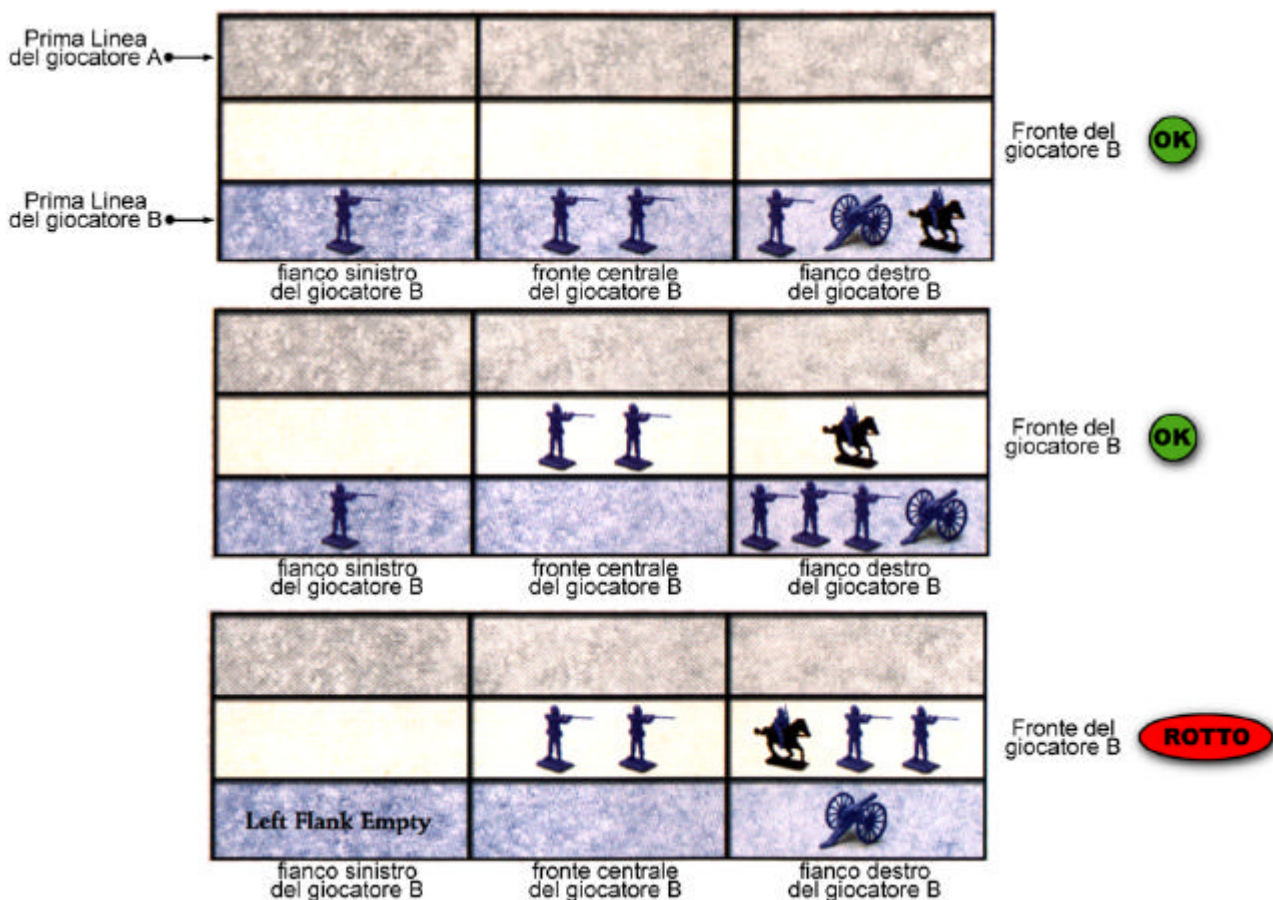 Prima Linea
del giocatore A
Fronte del
giocatore B
OK
Prima Linea
del giocatore B
fianco sinistro
del giocatore B
fronte centrale
del giocatore B
fianco destro
del giocatore B
Fronte del
giocatore B
OK
fianco sinistro
del giocatore B
fronte centrale
del giocatore B
fianco destro
del giocatore B
Fronte del
giocatore B
ROTTO
Left Flank Empty
fianco sinistro
del giocatore B
fronte centrale
del giocatore B
fianco destro
del giocatore B